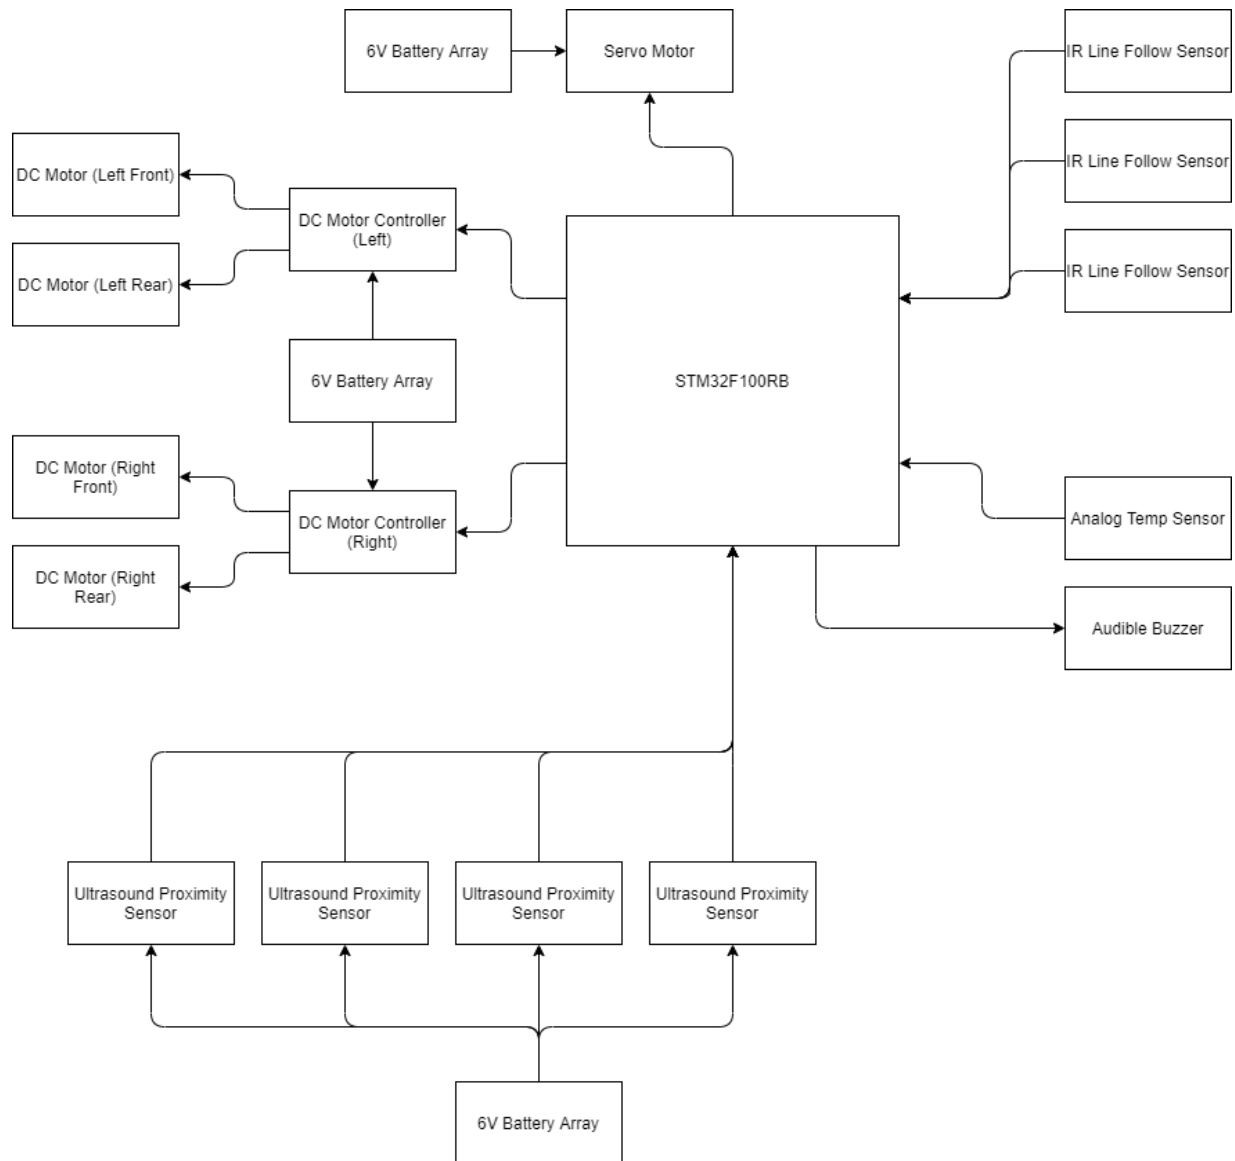 6V Battery Array
Servo Motor
IR Line Follow Sensor
IR Line Follow Sensor
IR Line Follow Sensor
DC Motor (Left Front)
DC Motor (Left Rear)
DC Motor Controller
(Left)
6V Battery Array
STM32F100RB
DC Motor (Right
Front)
DC Motor (Right
Rear)
DC Motor Controller
(Right)
Analog Temp Sensor
Audible Buzzer
Ultrasound Proximity
Sensor
Ultrasound Proximity
Sensor
Ultrasound Proximity
Sensor
Ultrasound Proximity
Sensor
6V Battery Array